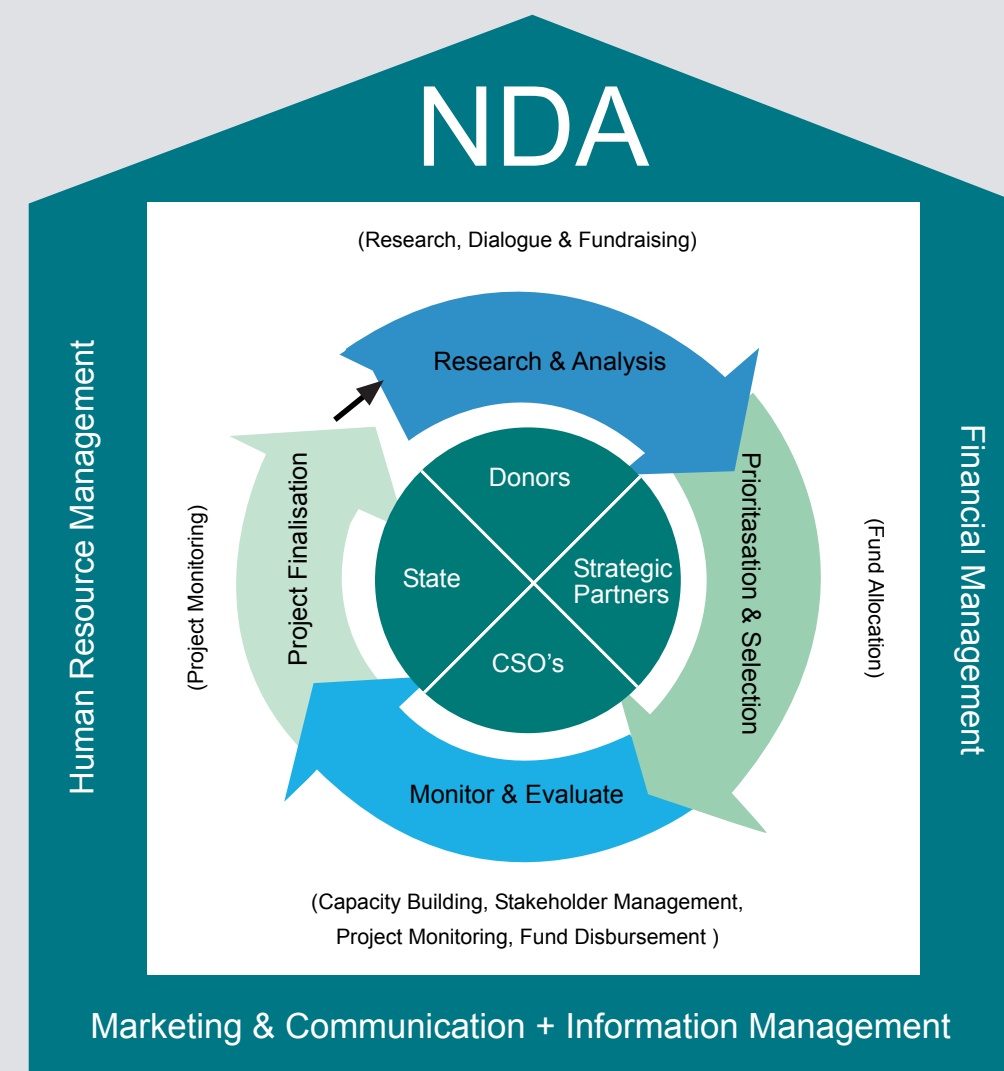 NDA
(Research, Dialogue & Fundraising)
Research & Analysis
Human Resource Management
(Project Monitoring)
Project Finalisation
Donors
State
Strategic
Partners
CSO's
Prioritasation & Selection
(Fund Allocation)
Financial Management
Monitor & Evaluate
(Capacity Building, Stakeholder Management,
Project Monitoring, Fund Disbursement )
Marketing & Communication + Information Management